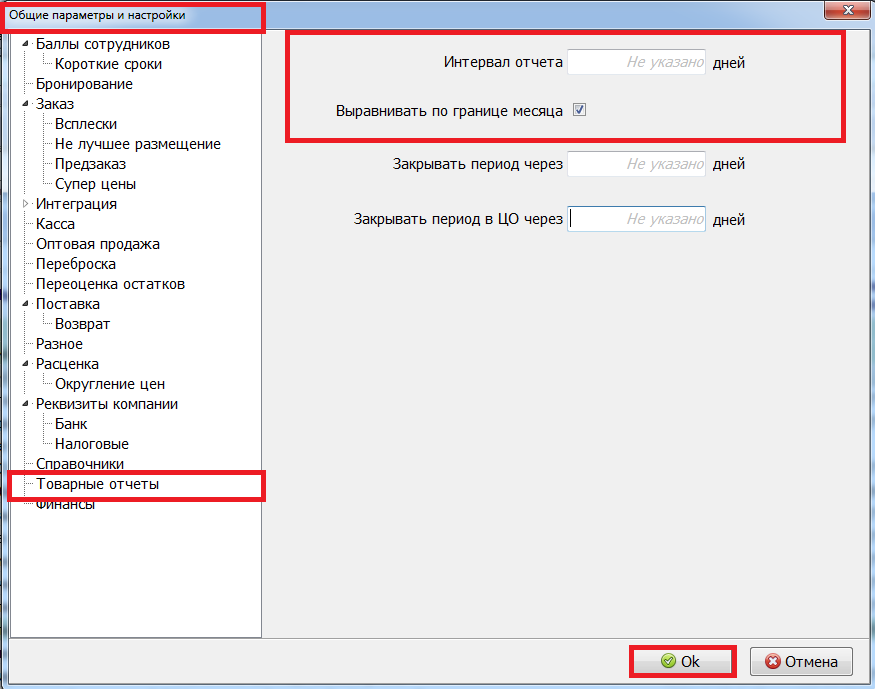 Общие параметры и настройки
Баллы сотрудников
Короткие сроки
Бронирование
Заказ
Всплески
Не лучшее размещение
Предзаказ
Супер цены
Интеграция
Касса
Оптовая продажа
Переброска
Переоценка остатков
Поставка
Возврат
Разное
Расценка
Округление цен
Реквизиты компании
Банк
Налоговые
Справочники
Товарные отчеты
Финансы
Интервал отчета Не указано дней
Выравнивать по границе месяца
Закрывать период через Не указано дней
Закрывать период в ЦО через Не указано дней
Ok Отмена